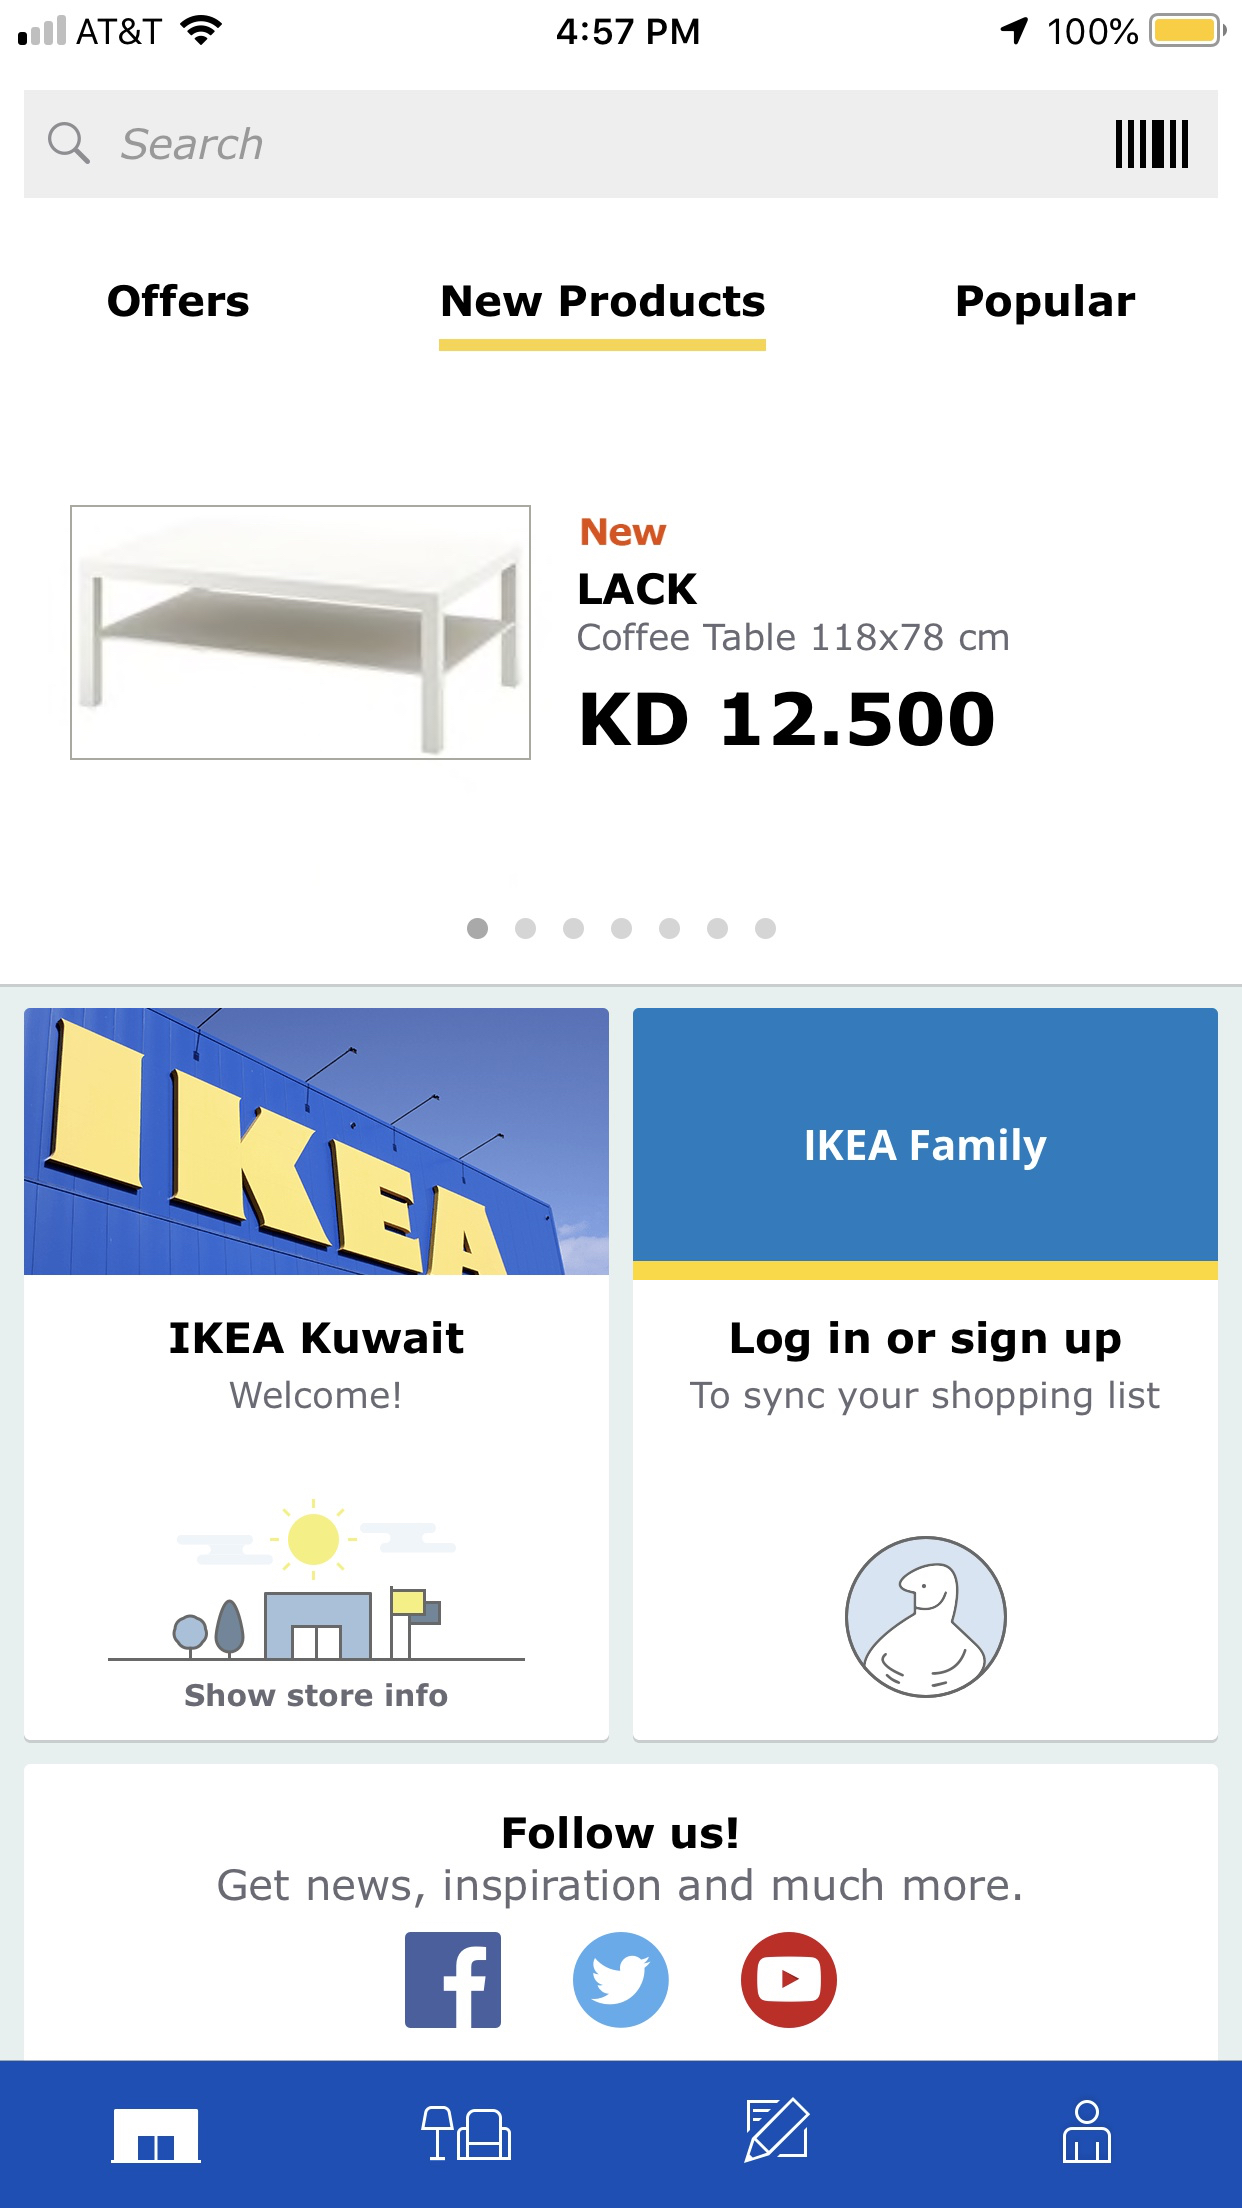 AT&T 4:57 PM 100%
Search
Offers New Products Popular
New
LACK
Coffee Table 118x78 cm
KD 12.500
IKEA
IKEA Family
IKEA Kuwait
Welcome!
Show store info
Log in or sign up
To sync your shopping list
Follow us!
Get news, inspiration and much more.